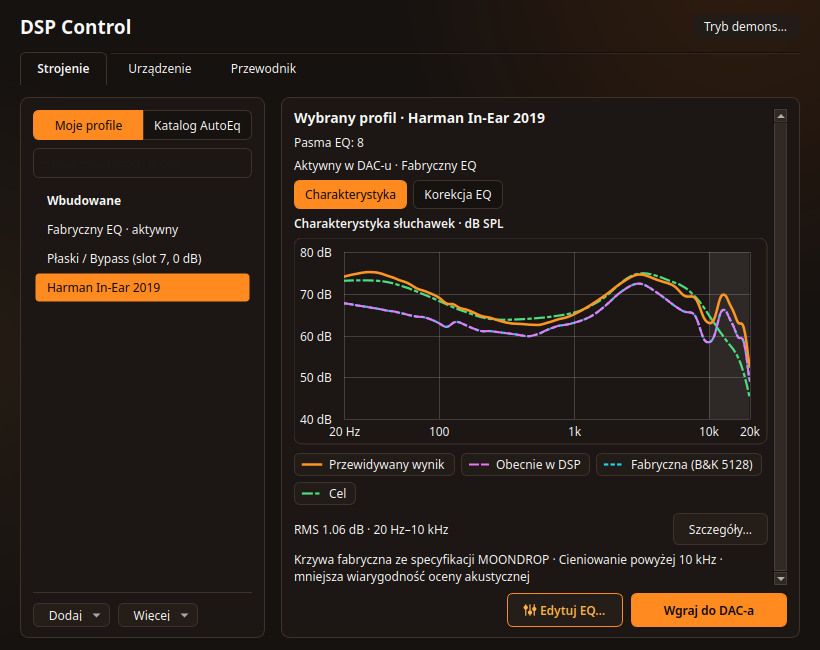 DSP Control
Tryb demons...
Strojenie
Urządzenie
Przewodnik
Moje profile
Katalog AutoEq
Wbudowane
Fabryczny EQ · aktywny
Płaski / Bypass (slot 7, 0 dB)
Harman In-Ear 2019
Dodaj
Więcej
Wybrany profil · Harman In-Ear 2019
Pasma EQ: 8
Aktywny w DAC-u · Fabryczny EQ
Charakterystyka
Korekcja EQ
Charakterystyka słuchawek · dB SPL
80 dB
70 dB
60 dB
50 dB
40 dB
20 Hz 100 1k 10k 20k
Przewidywany wynik
Obecnie w DSP
Fabryczna (B&K 5128)
Cel
RMS 1.06 dB · 20 Hz–10 kHz
Szczegóły...
Krzywa fabryczna ze specyfikacji MOONDROP · Cieniowanie powyżej 10 kHz ·
mniejsza wiarygodność oceny akustycznej
Edytuj EQ...
Wgraj do DAC-a